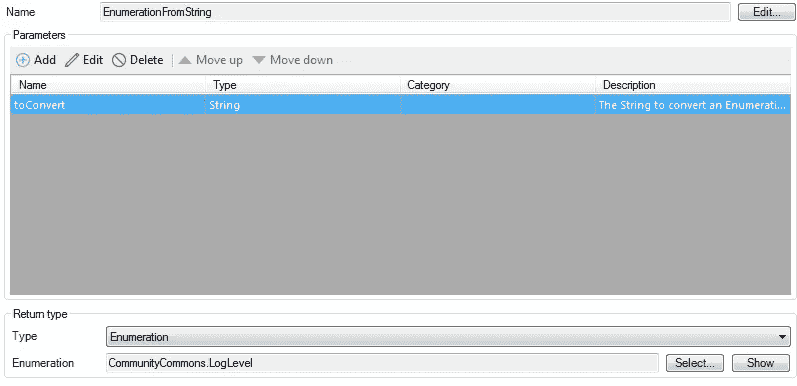 Name EnumerationFromString Edit...
Parameters
Add Edit Delete Move up Move down
Name Type Category Description
toConvert String The String to convert an Enumerati...
Return type
Type Enumeration
Enumeration CommunityCommons.LogLevel Select... Show